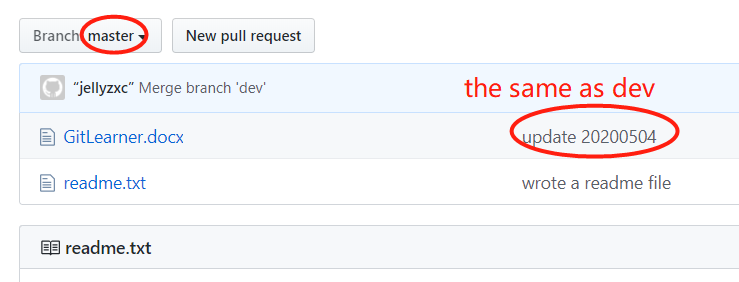 Branch: master
New pull request
“jellyzxc” Merge branch 'dev'
the same as dev
GitLearner.docx update 20200504
readme.txt wrote a readme file
readme.txt